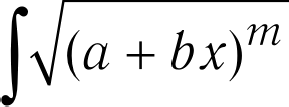 ∫√(a + bx)^m